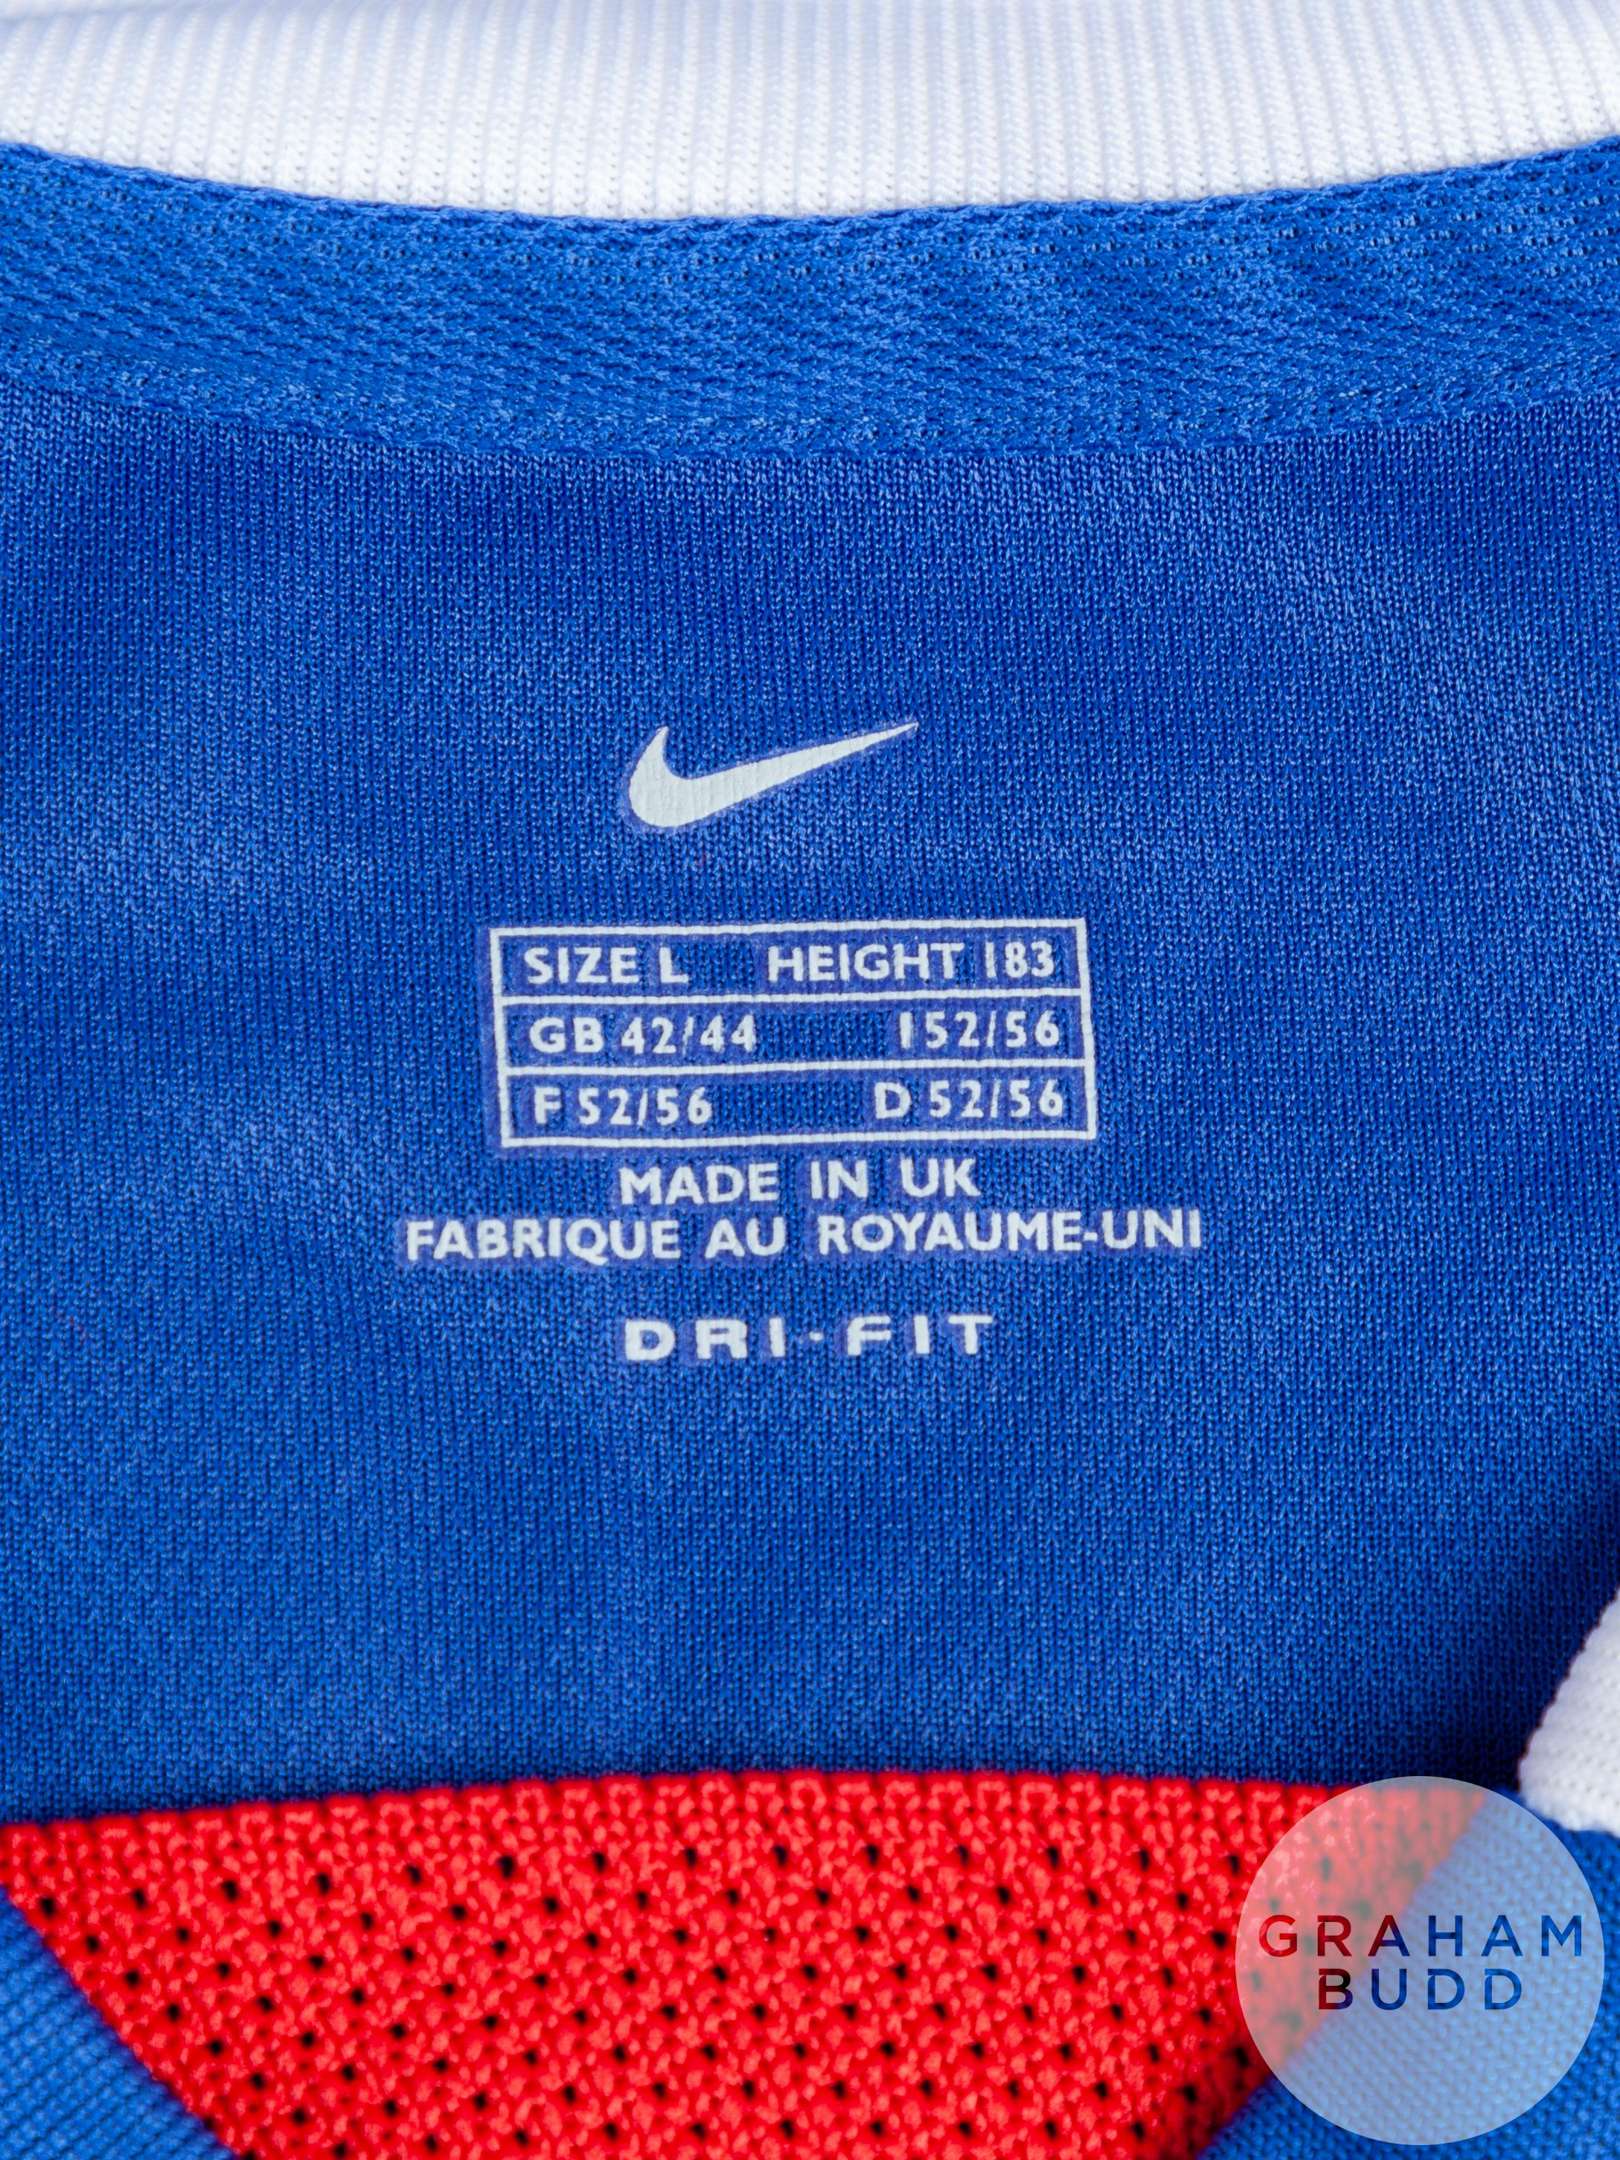 SIZE L HEIGHT 183
GB 42/44 I 52/56
F 52/56 D 52/56
MADE IN UK
FABRIQUE AU ROYAUME-UNI
DRI-FIT
GRAHAM
BUDD